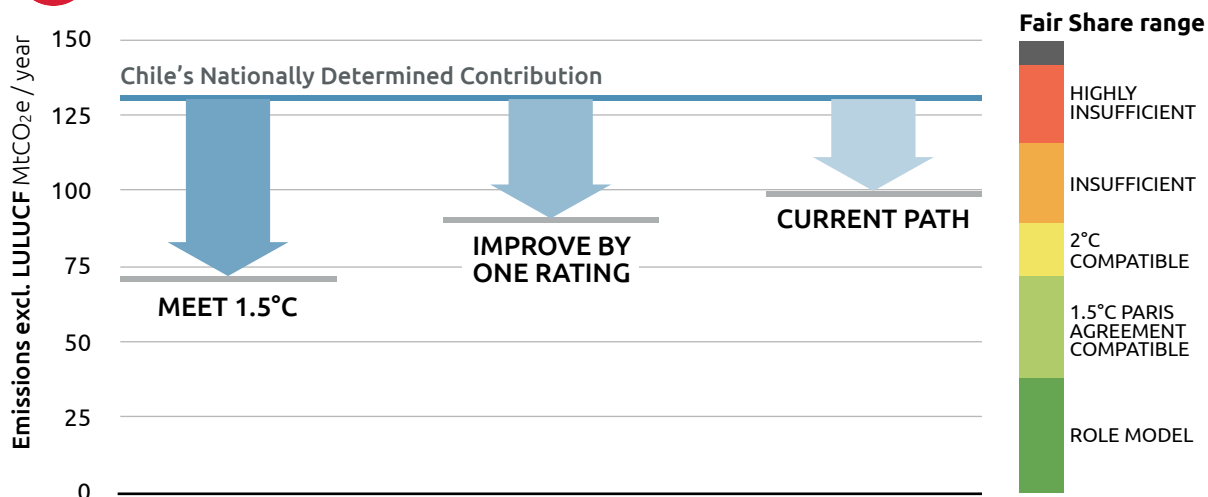 Fair Share range
150
Chile's Nationally Determined Contribution
125
100
75
50
25
0
Emissions excl. LULUCF MtCO₂e / year
MEET 1.5°C
IMPROVE BY
ONE RATING
CURRENT PATH
HIGHLY
INSUFFICIENT
INSUFFICIENT
2°C
COMPATIBLE
1.5°C PARIS
AGREEMENT
COMPATIBLE
ROLE MODEL